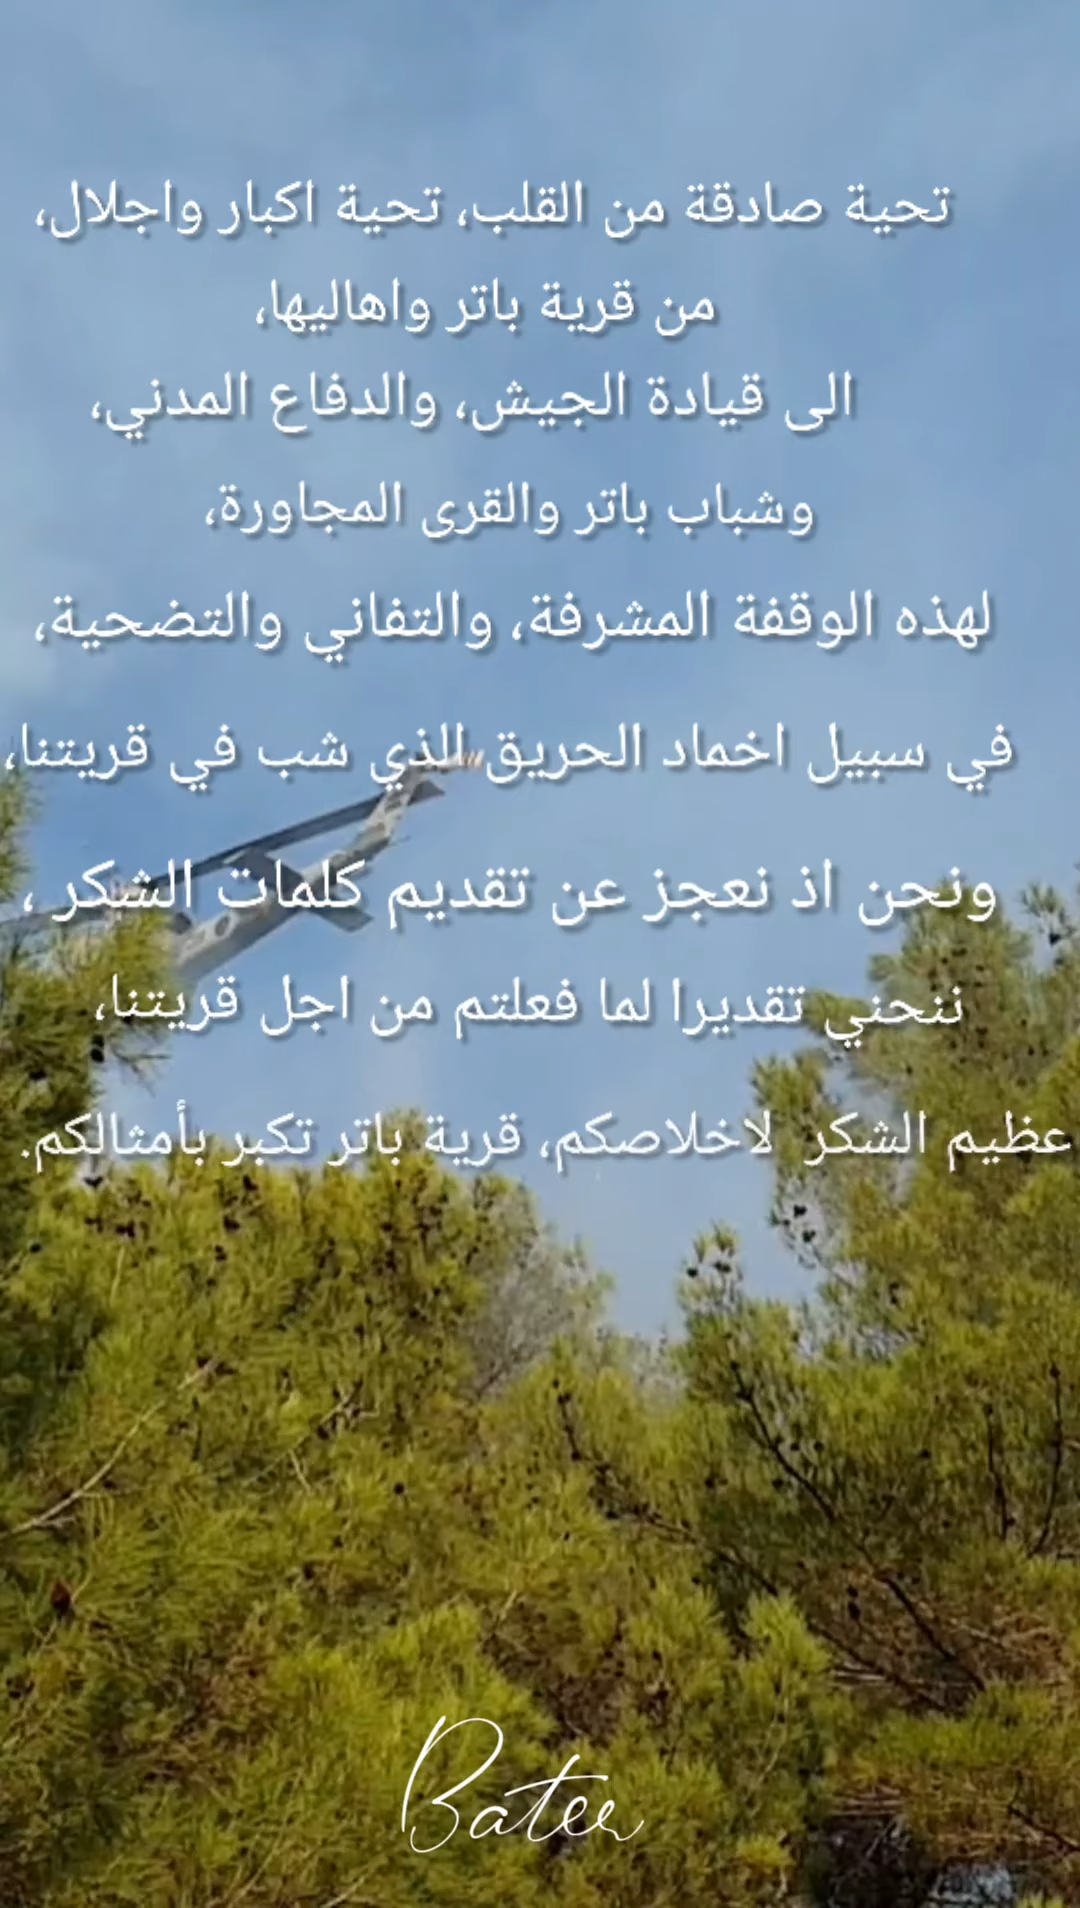 تحية صادقة من القلب، تحية اكبار واجلال،
من قرية باتر واهاليها،
الى قيادة الجيش، والدفاع المدني،
وشباب باتر والقرى المجاورة،
لهذه الوقفة المشرفة، والتفاني والتضحية،
في سبيل اخماد الحريق الذي شب في قريتنا،
ونحن اذ نعجز عن تقديم كلمات الشكر ،
ننحني تقديرا لما فعلتم من اجل قريتنا،
عظيم الشكر  لاخلاصكم، قرية باتر تكبر بأمثالكم.
Bater